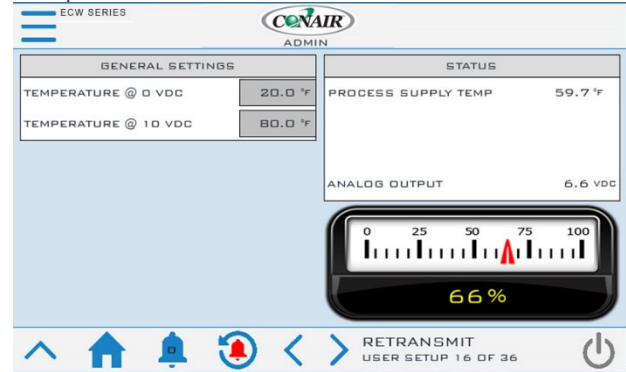 ECW SERIES
CONAIR
ADMIN
GENERAL SETTINGS
TEMPERATURE @ 0 VDC 20.0 °F
TEMPERATURE @ 10 VDC 80.0 °F
STATUS
PROCESS SUPPLY TEMP 59.7 °F
ANALOG OUTPUT 6.6 VDC
0 25 50 75 100
66%
0
RETRANSMIT
USER SETUP 16 OF 36